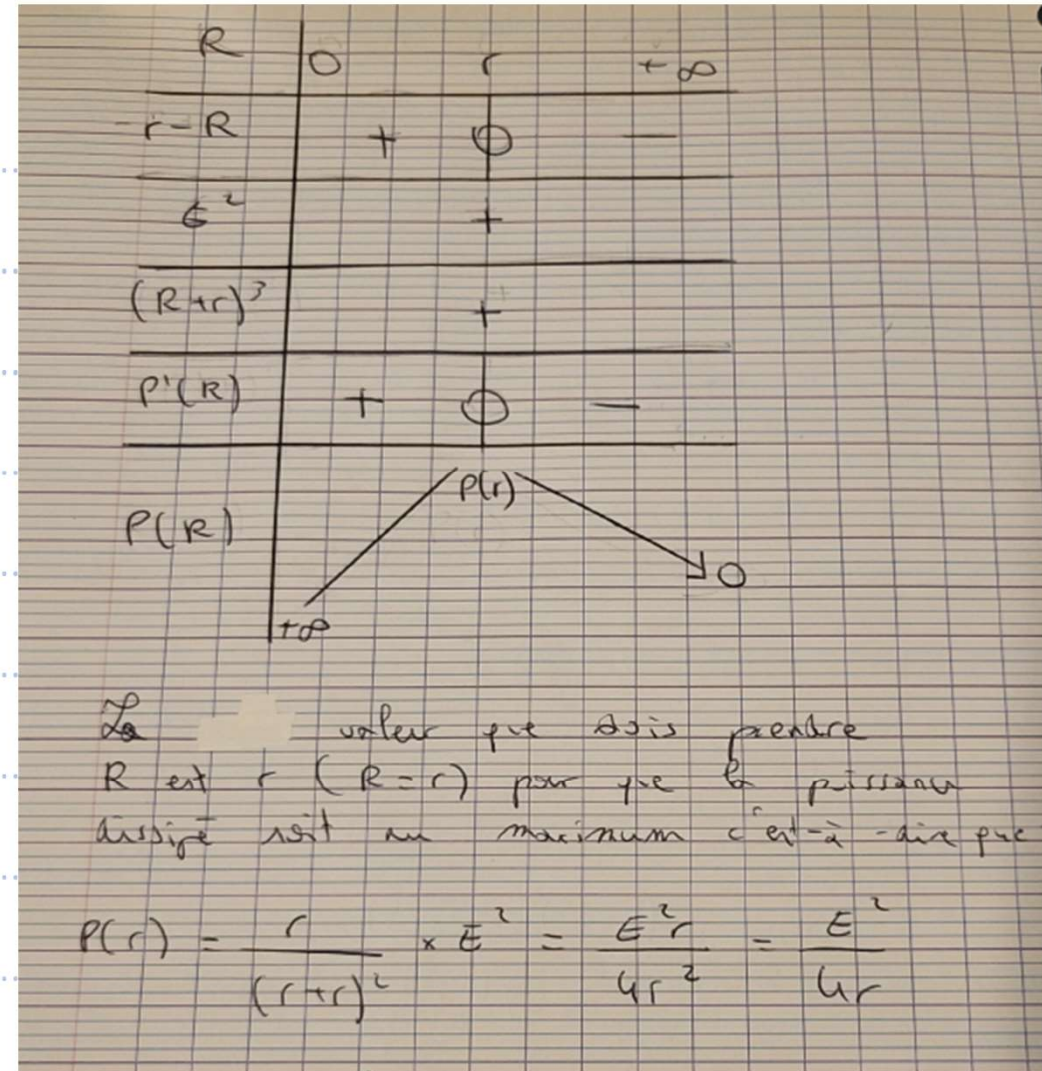 R 0 r +∞
r-R + 0 -
E² +
(R+r)³ +
P'(R) + 0 -
P(R) P(r) 0
+∞
La valeur que dois prendre
R est r (R = r) pour que la puissance
dissipé soit au maximum c'est-à-dire que
P(r) = r/(r+r)² × E² = E²r/4r² = E²/4r